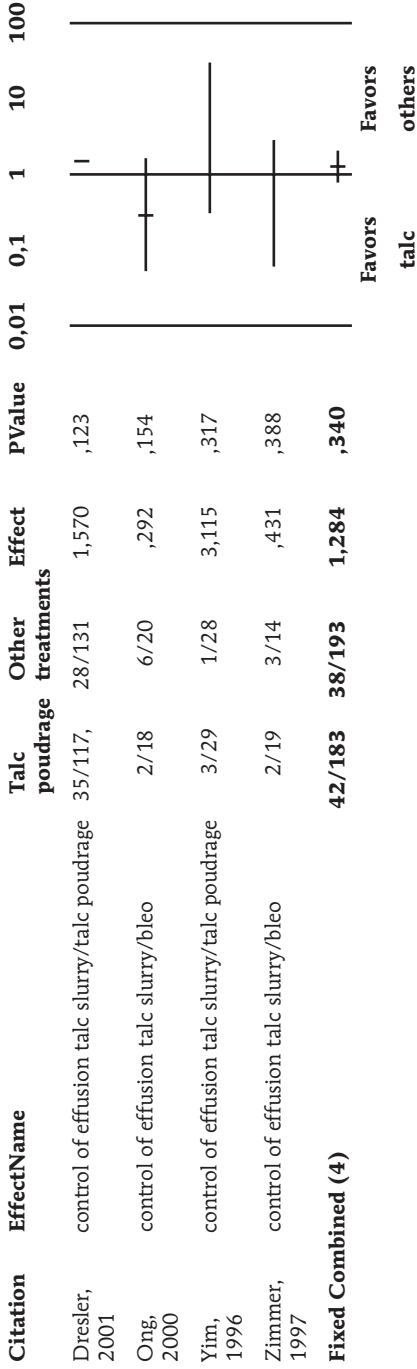 Citation EffectName Talc poudrage Other treatments Effect PValue 0,01 0,1 1 10 100
Dresler, 2001 control of effusion talc slurry/talc poudrage 35/117, 28/131 1,570 ,123
Ong, 2000 control of effusion talc slurry/bleo 2/18 6/20 ,292 ,154
Yim, 1996 control of effusion talc slurry/talc poudrage 3/29 1/28 3,115 ,317
Zimmer, 1997 control of effusion talc slurry/bleo 2/19 3/14 ,431 ,388
Fixed Combined (4) 42/183 38/193 1,284 ,340
Favors talc Favors others